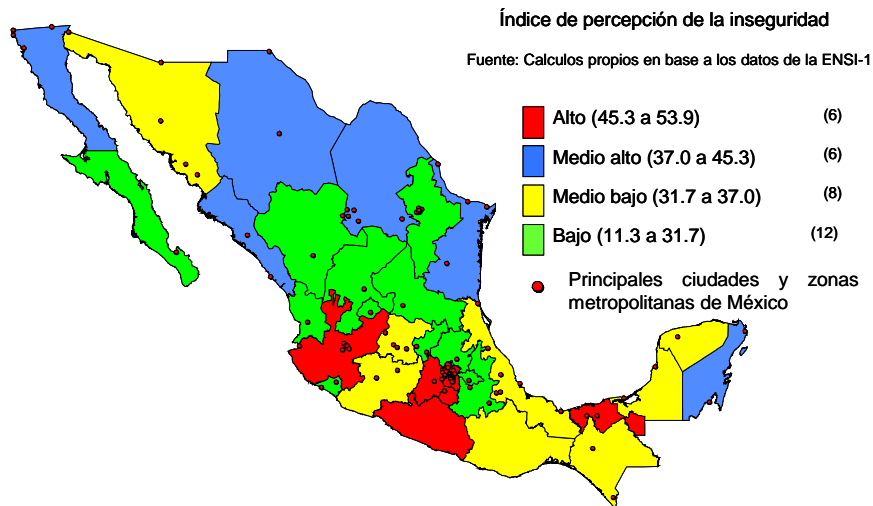 Índice de percepción de la inseguridad
Fuente: Calculos propios en base a los datos de la ENSI-1
Alto (45.3 a 53.9) (6)
Medio alto (37.0 a 45.3) (6)
Medio bajo (31.7 a 37.0) (8)
Bajo (11.3 a 31.7) (12)
Principales ciudades y zonas
metropolitanas de México